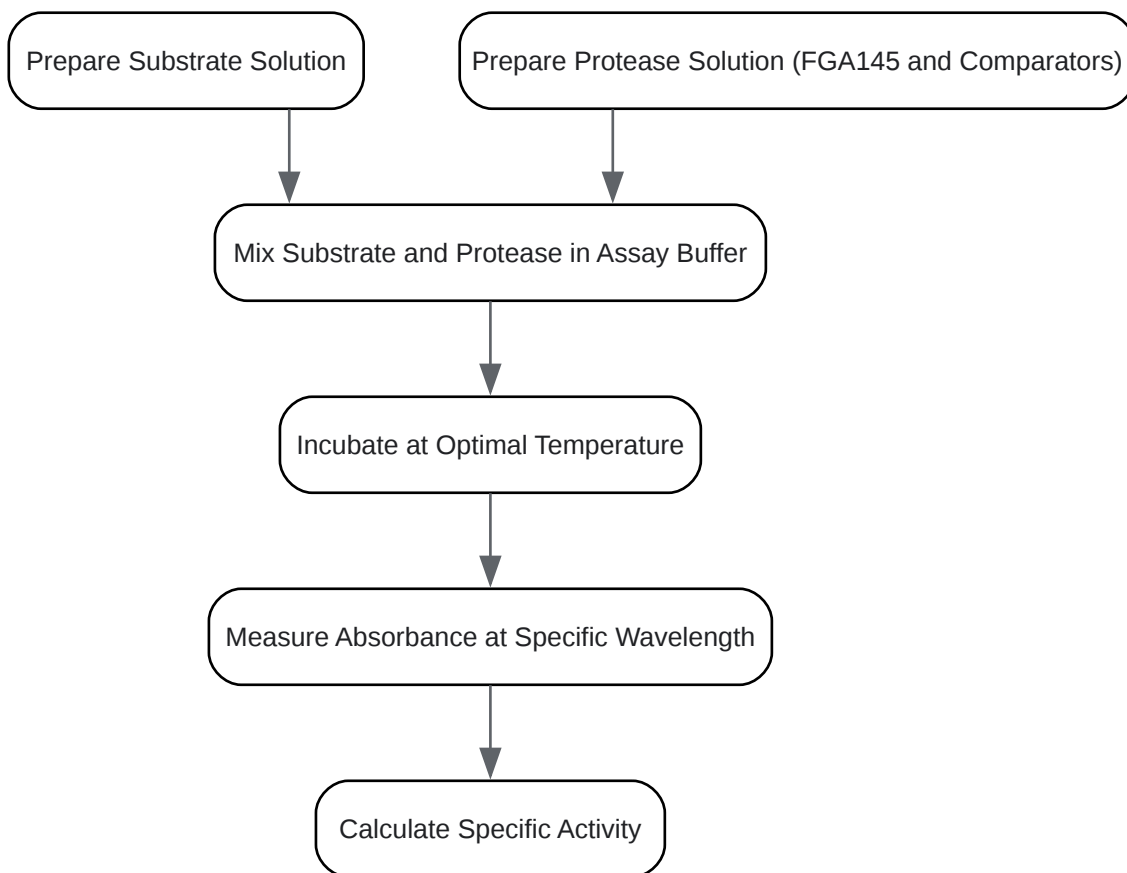 Prepare Substrate Solution
Prepare Protease Solution (FGA145 and Comparators)
Mix Substrate and Protease in Assay Buffer
Incubate at Optimal Temperature
Measure Absorbance at Specific Wavelength
Calculate Specific Activity